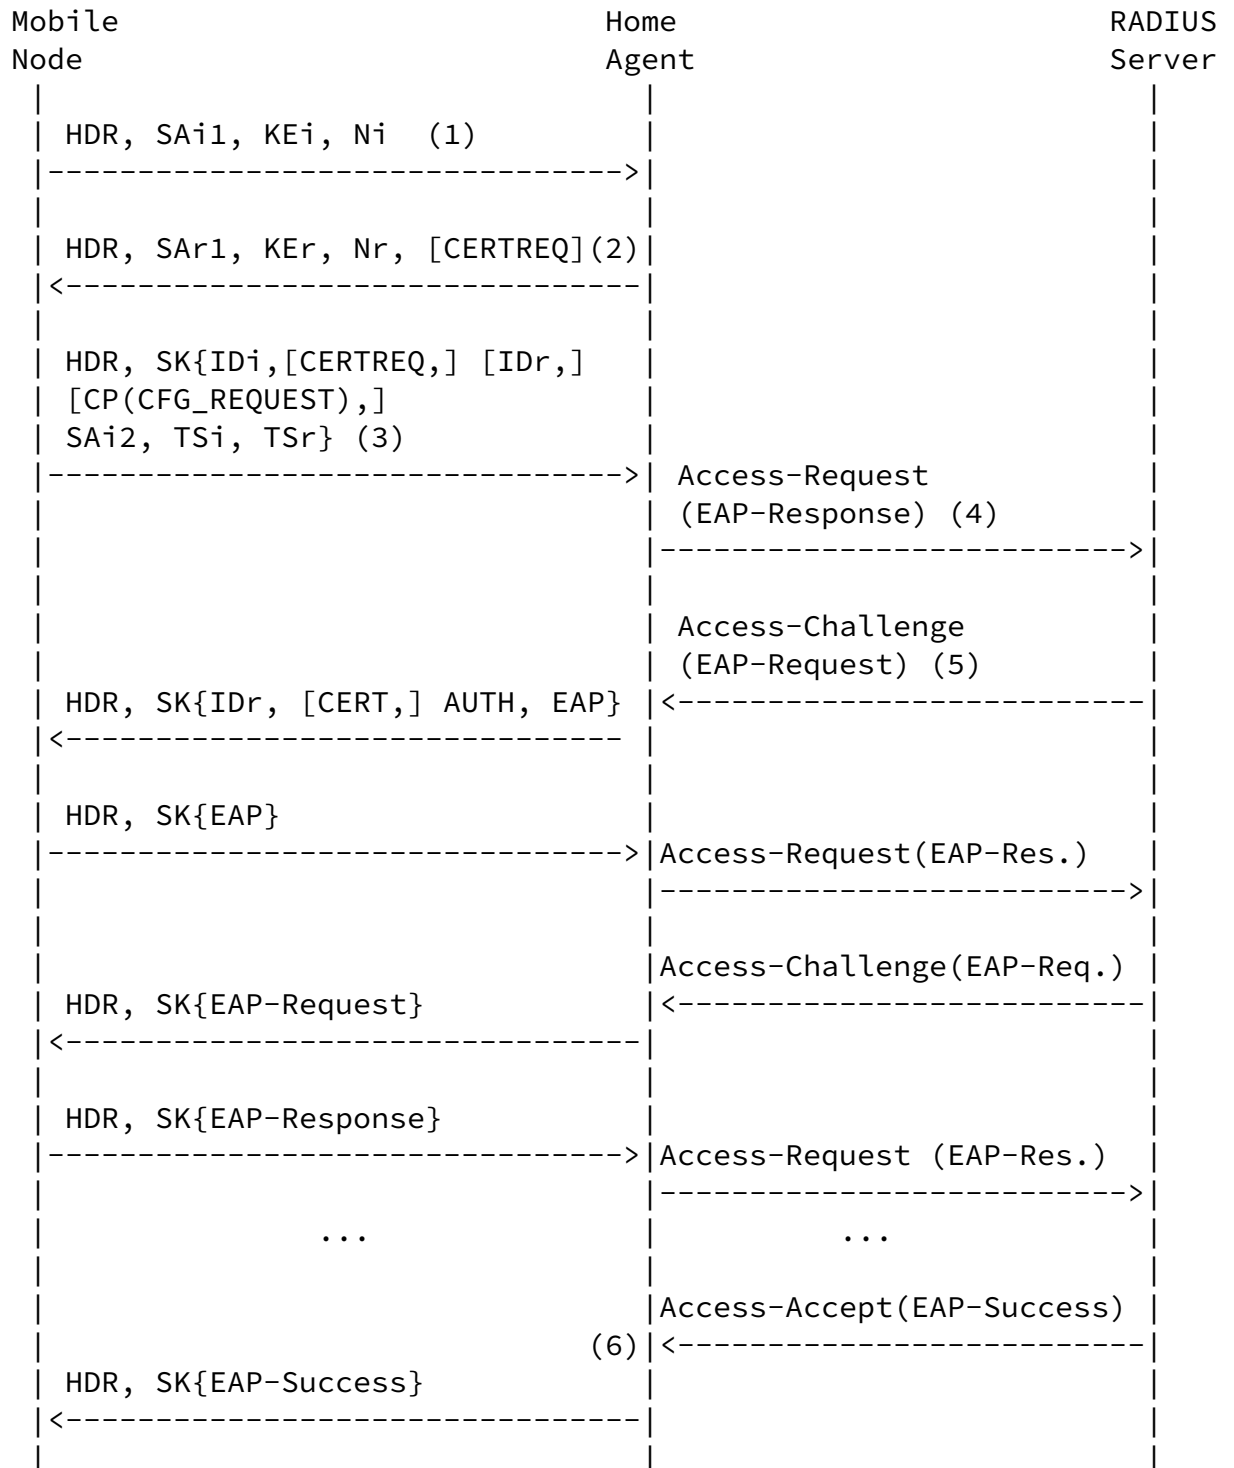 Mobile Home RADIUS
Node Agent Server
HDR, SAi1, KEi, Ni (1)
HDR, SAr1, KEr, Nr, [CERTREQ](2)
HDR, SK{IDi,[CERTREQ,] [IDr,]
[CP(CFG_REQUEST),]
SAi2, TSi, TSr} (3)
Access-Request
(EAP-Response) (4)
Access-Challenge
(EAP-Request) (5)
HDR, SK{IDr, [CERT,] AUTH, EAP}
HDR, SK{EAP}
Access-Request(EAP-Res.)
Access-Challenge(EAP-Req.)
HDR, SK{EAP-Request}
HDR, SK{EAP-Response}
Access-Request (EAP-Res.)
... ...
Access-Accept(EAP-Success)
(6)
HDR, SK{EAP-Success}